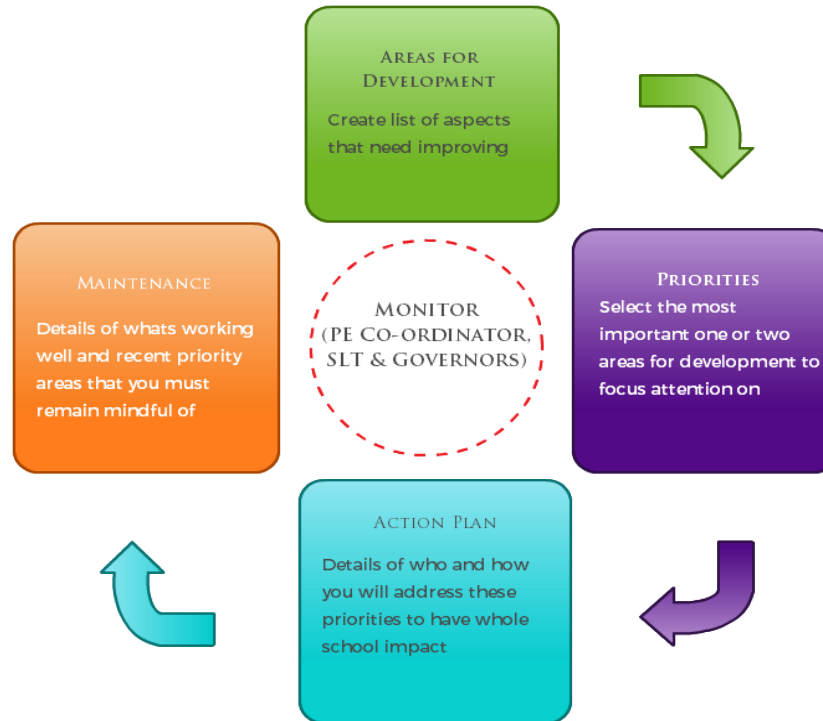 AREAS FOR
DEVELOPMENT
Create list of aspects
that need improving
PRIORITIES
Select the most
important one or two
areas for development to
focus attention on
MONITOR
(PE CO-ORDINATOR,
SLT & GOVERNORS)
ACTION PLAN
Details of who and how
you will address these
priorities to have whole
school impact
MAINTENANCE
Details of whats working
well and recent priority
areas that you must
remain mindful of